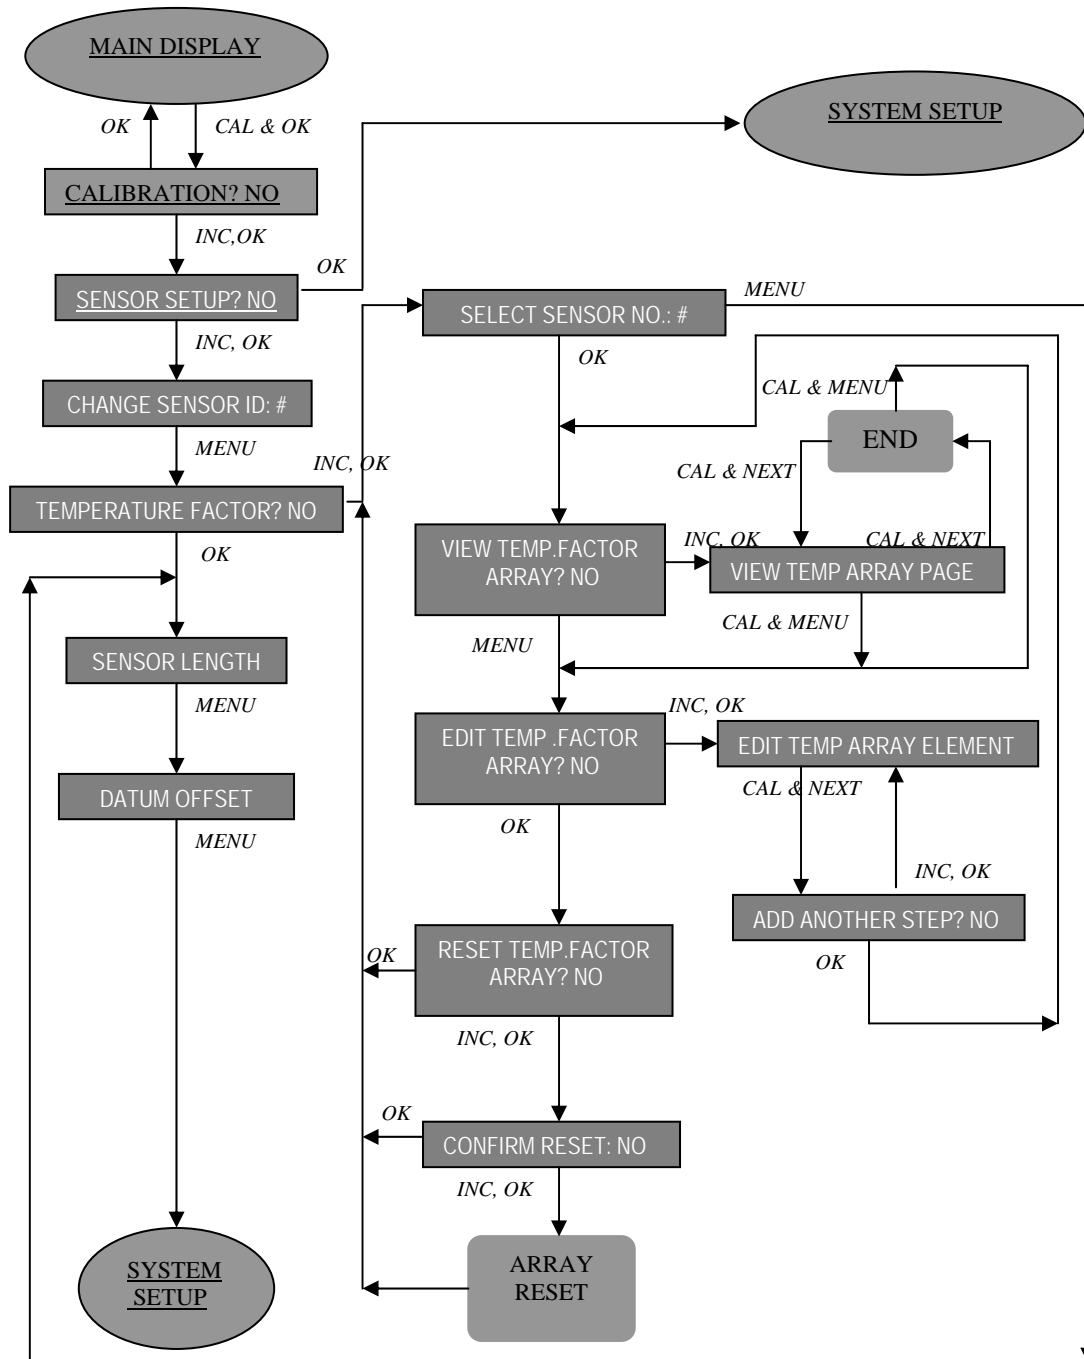 MAIN DISPLAY
OK
CAL & OK
SYSTEM SETUP
CALIBRATION? NO
INC,OK
OK
SENSOR SETUP? NO
INC, OK
CHANGE SENSOR ID: #
MENU
INC, OK
TEMPERATURE FACTOR? NO
OK
SENSOR LENGTH
MENU
DATUM OFFSET
MENU
SYSTEM
SETUP
SELECT SENSOR NO.: #
MENU
OK
CAL & MENU
END
CAL & NEXT
VIEW TEMP.FACTOR
ARRAY? NO
INC, OK
CAL & NEXT
VIEW TEMP ARRAY PAGE
CAL & MENU
MENU
INC, OK
EDIT TEMP .FACTOR
ARRAY? NO
EDIT TEMP ARRAY ELEMENT
CAL & NEXT
OK
INC, OK
ADD ANOTHER STEP? NO
OK
RESET TEMP.FACTOR
ARRAY? NO
OK
INC, OK
OK
CONFIRM RESET: NO
INC, OK
ARRAY
RESET